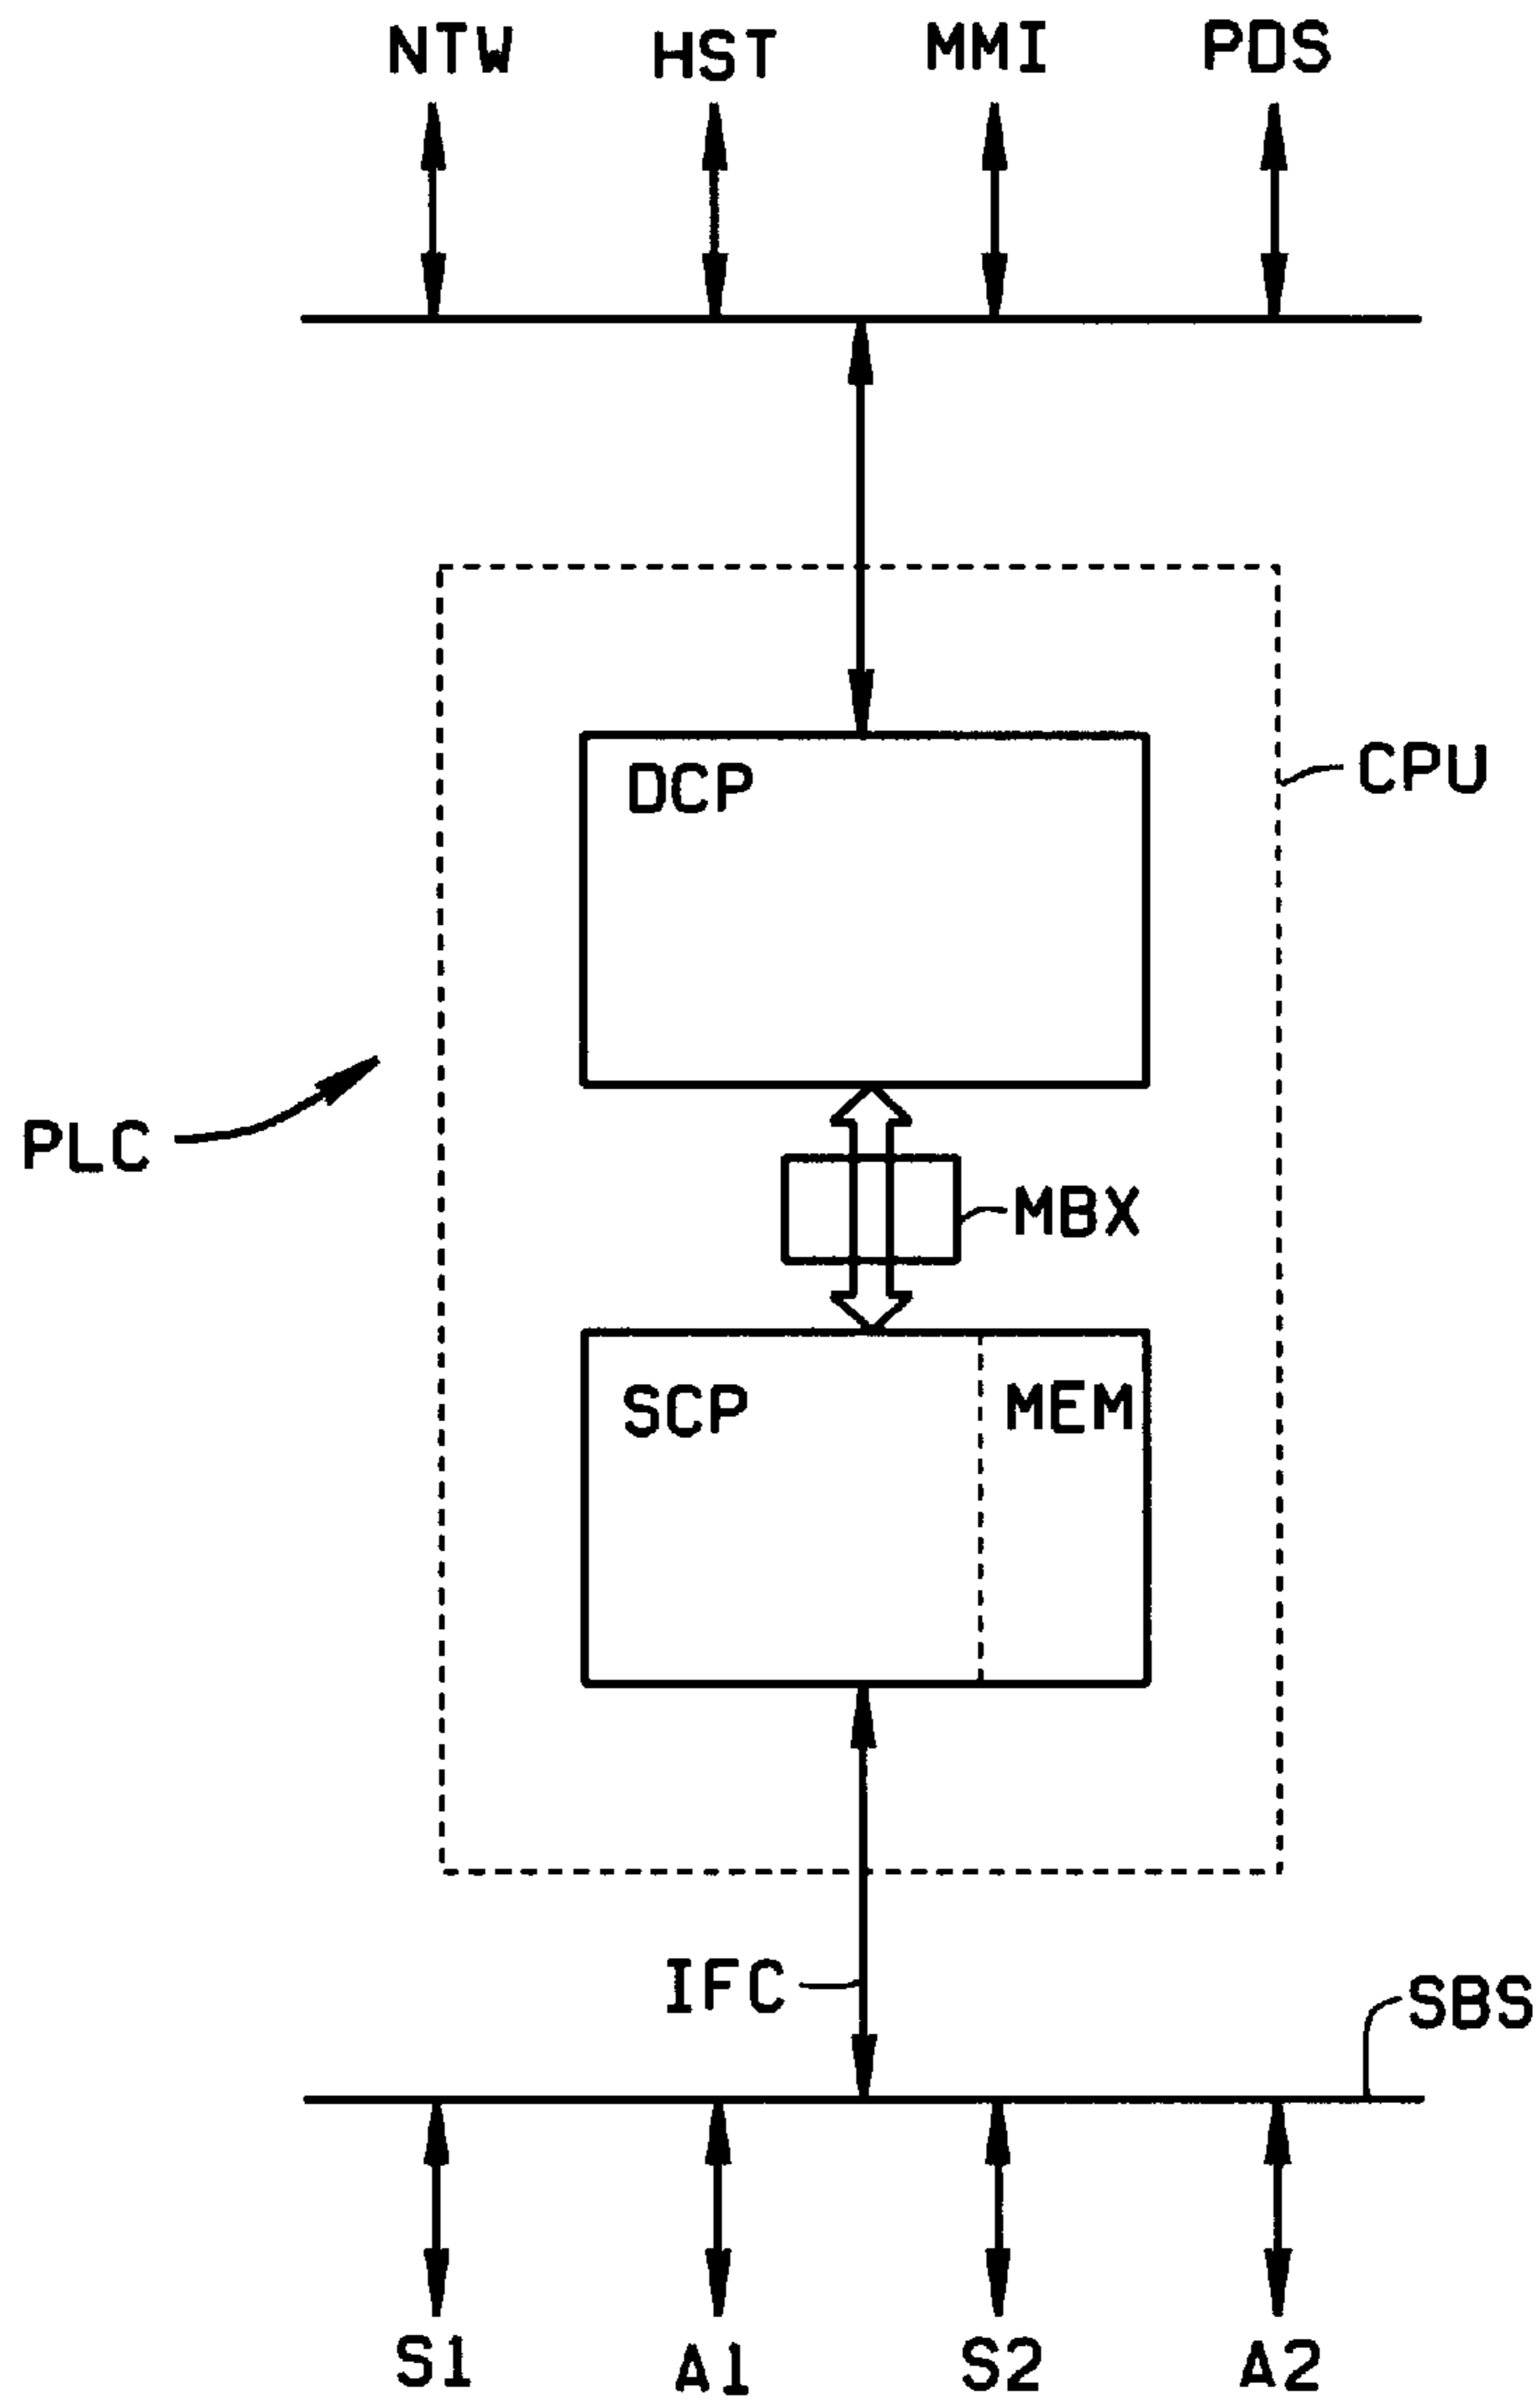 NTW HST MMI PDS
DCP
CPU
PLC
MBX
SCP MEM
IFC
SBS
S1 A1 S2 A2